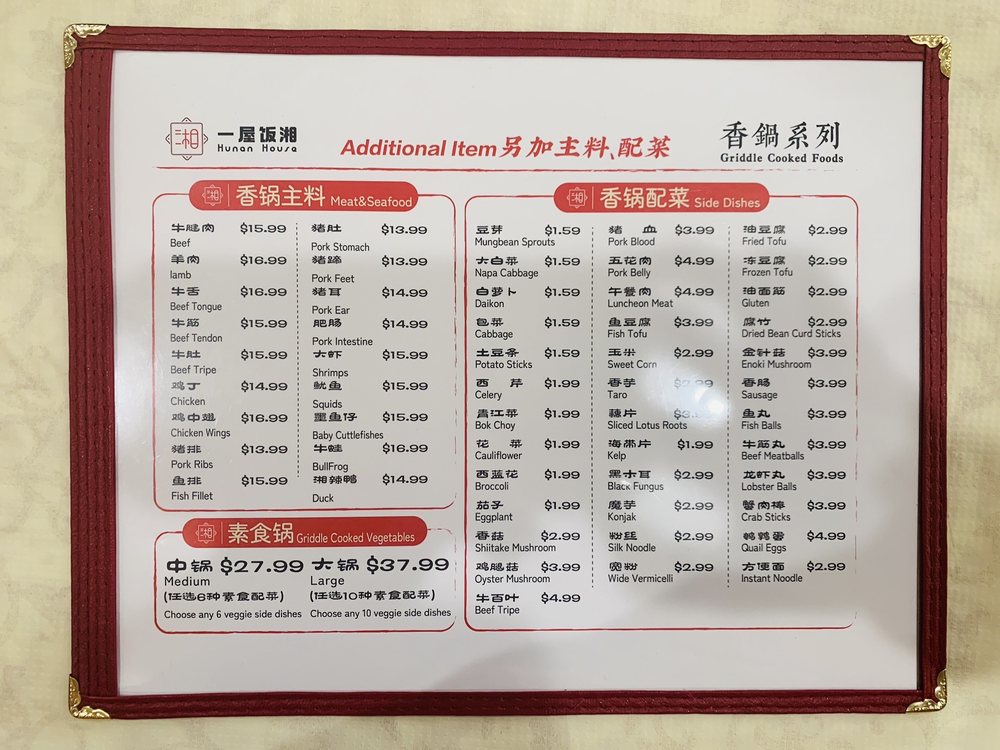 湘
一屋饭湘
Hunan House
Additional Item 另加主料、配菜
香鍋系列
Griddle Cooked Foods
湘 香锅主料 Meat&Seafood
牛腱肉 $15.99
Beef
羊肉 $16.99
lamb
牛舌 $16.99
Beef Tongue
牛筋 $15.99
Beef Tendon
牛肚 $15.99
Beef Tripe
鸡丁 $14.99
Chicken
鸡中翅 $16.99
Chicken Wings
豬排 $13.99
Pork Ribs
鱼排 $15.99
Fish Fillet
豬肚 $13.99
Pork Stomach
豬蹄 $13.99
Pork Feet
豬耳 $14.99
Pork Ear
肥肠 $14.99
Pork Intestine
大虾 $15.99
Shrimps
鱿鱼 $15.99
Squids
墨鱼仔 $15.99
Baby Cuttlefishes
牛蛙 $16.99
BullFrog
湘辣鸭 $14.99
Duck
湘 素食锅 Griddle Cooked Vegetables
中锅 $27.99
Medium
(任选6种素食配菜)
Choose any 6 veggie side dishes
大锅 $37.99
Large
(任选10种素食配菜)
Choose any 10 veggie side dishes
湘 香锅配菜 Side Dishes
豆芽 $1.59
Mungbean Sprouts
大白菜 $1.59
Napa Cabbage
白萝卜 $1.59
Daikon
包菜 $1.59
Cabbage
土豆条 $1.59
Potato Sticks
西芹 $1.99
Celery
青江菜 $1.99
Bok Choy
花菜 $1.99
Cauliflower
西蓝花 $1.99
Broccoli
茄子 $1.99
Eggplant
香菇 $2.99
Shiitake Mushroom
鸡腿菇 $3.99
Oyster Mushroom
牛百叶 $4.99
Beef Tripe
豬血 $3.99
Pork Blood
五花肉 $4.99
Pork Belly
午餐肉 $4.99
Luncheon Meat
鱼豆腐 $3.99
Fish Tofu
玉米 $2.99
Sweet Corn
香芋
Taro
藕片
Sliced Lotus Roots
海带片 $1.99
Kelp
黑木耳 $2.99
Black Fungus
魔芋 $2.99
Konjak
粉丝 $2.99
Silk Noodle
宽粉 $2.99
Wide Vermicelli
油豆腐 $2.99
Fried Tofu
冻豆腐 $2.99
Frozen Tofu
油面筋 $2.99
Gluten
腐竹 $2.99
Dried Bean Curd Sticks
金针菇 $3.99
Enoki Mushroom
香肠 $3.99
Sausage
鱼丸 $3.99
Fish Balls
牛筋丸 $3.99
Beef Meatballs
龙虾丸 $3.99
Lobster Balls
蟹肉棒 $3.99
Crab Sticks
鹌鹑蛋 $4.99
Quail Eggs
方便面 $2.99
Instant Noodle